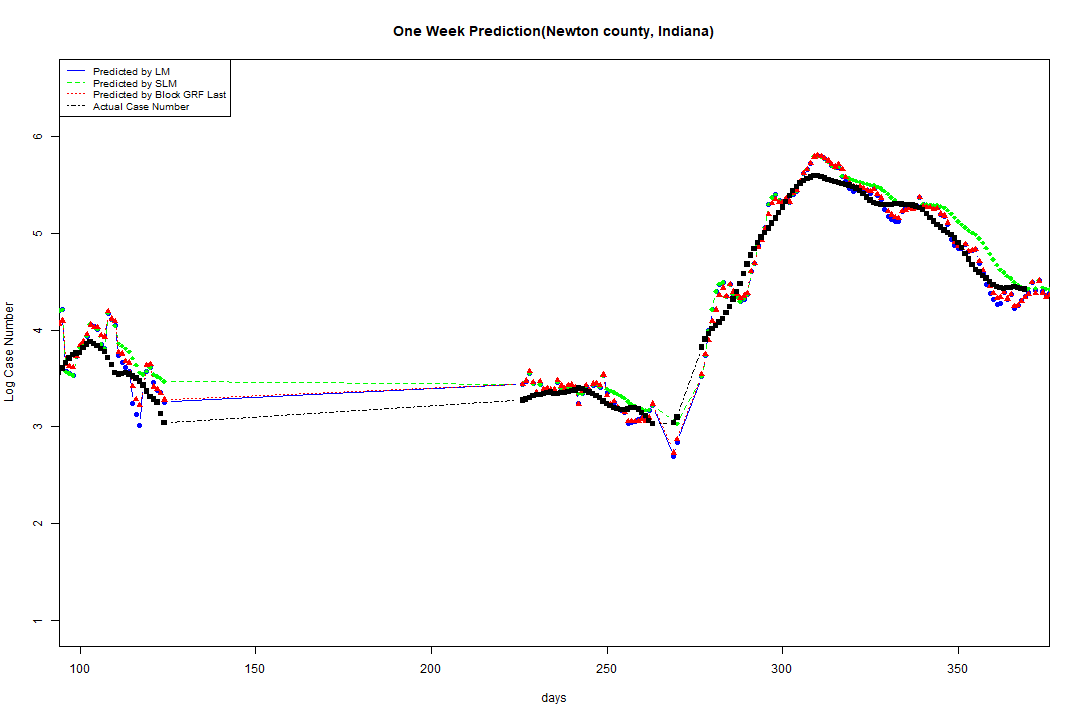 One Week Prediction(Newton county, Indiana)
Predicted by LM
Predicted by SLM
Predicted by Block GRF Last
Actual Case Number
6
5
4
3
2
1
Log Case Number
100 150 200 250 300 350
days